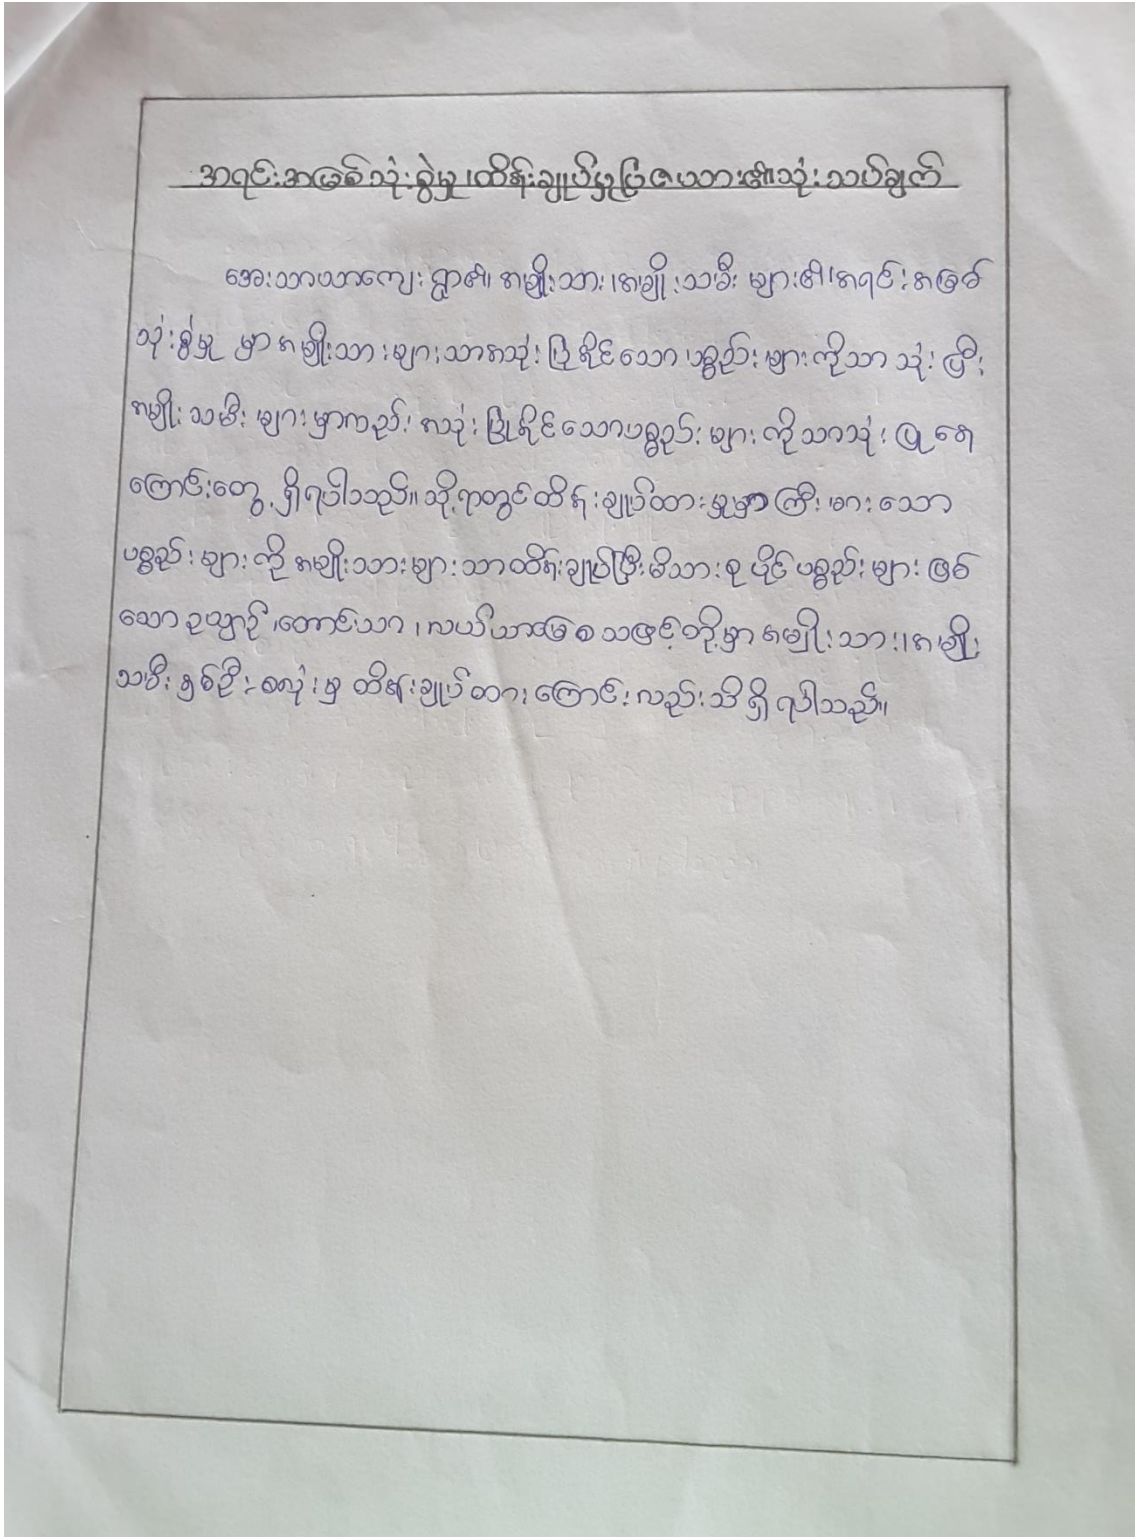 အရင်းအမြစ်သုံးစွဲမှု၊ထိန်းချုပ်မှုပြဇယား၏သုံးသပ်ချက်
အေးသာယာကျေးရွာ၏ အမျိုးသား၊အမျိုးသမီး များ၏၊အရင်းအမြစ်
သုံးစွဲမှု မှာ အမျိုးသားများသာအသုံးပြုနိုင်သော ပစ္စည်းများကိုသာ သုံးပြီး
အမျိုးသမီးများမှာကည်း အသုံးပြုနိုင်သောပစ္စည်းများကိုသာသုံးပြုနေ
ကြောင်းတွေ့ရှိရပါသည်။ သို့ရာတွင်ထိန်းချုပ်ထားမှုမှာကြီးမားသော
ပစ္စည်းများကို အမျိုးသားများသာထိန်းချုပ်ပြီးမိသားစုပိုင်ပစ္စည်းများဖြစ်
သောဥယျာဉ်၊တောင်ယာ၊လယ်ယာမြေစသဖြင့်တို့မှာ အမျိုးသား၊အမျိုး
သမီးနှစ်ဦးစလုံးမှ ထိန်းချုပ်ထားကြောင်းလည်းသိရှိရပါသည်။